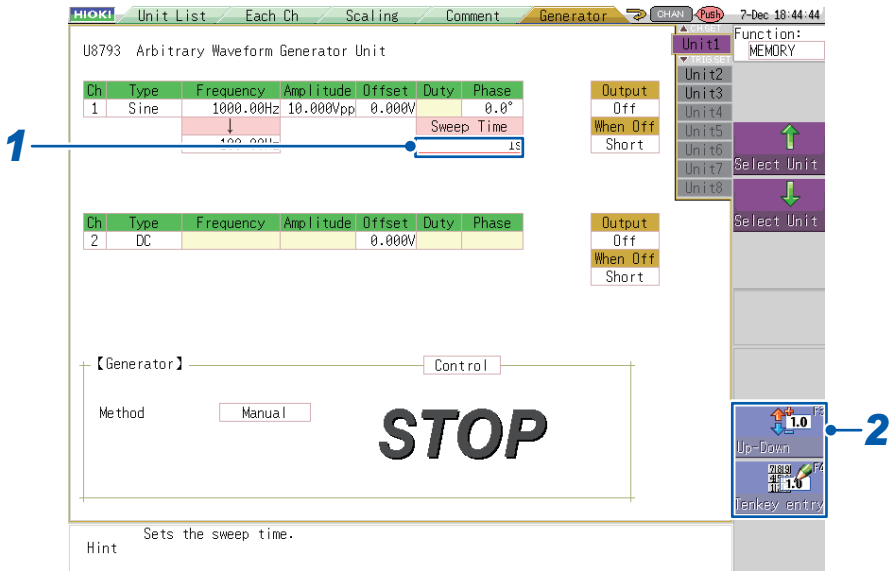 HIOKI Unit List Each Ch Scaling Comment Generator CHAN Push 7-Dec 18:44:44
U8793 Arbitrary Waveform Generator Unit
Ch Type Frequency Amplitude Offset Duty Phase
1 Sine 1000.00Hz 10.000Vpp 0.000V 0.0°
↓ Sweep Time
100.00Hz 1s
Output
Off
When Off
Short
1
Ch Type Frequency Amplitude Offset Duty Phase
2 DC 0.000V
Output
Off
When Off
Short
【Generator】 Control
Method Manual
STOP
▲ CH.SET
Unit1
▼ TRIG.SET
Unit2
Unit3
Unit4
Unit5
Unit6
Unit7
Unit8
Function:
MEMORY
Select Unit
Select Unit
F3
1.0
Up-Down
F4
1.0
Tenkey entry
2
Hint Sets the sweep time.